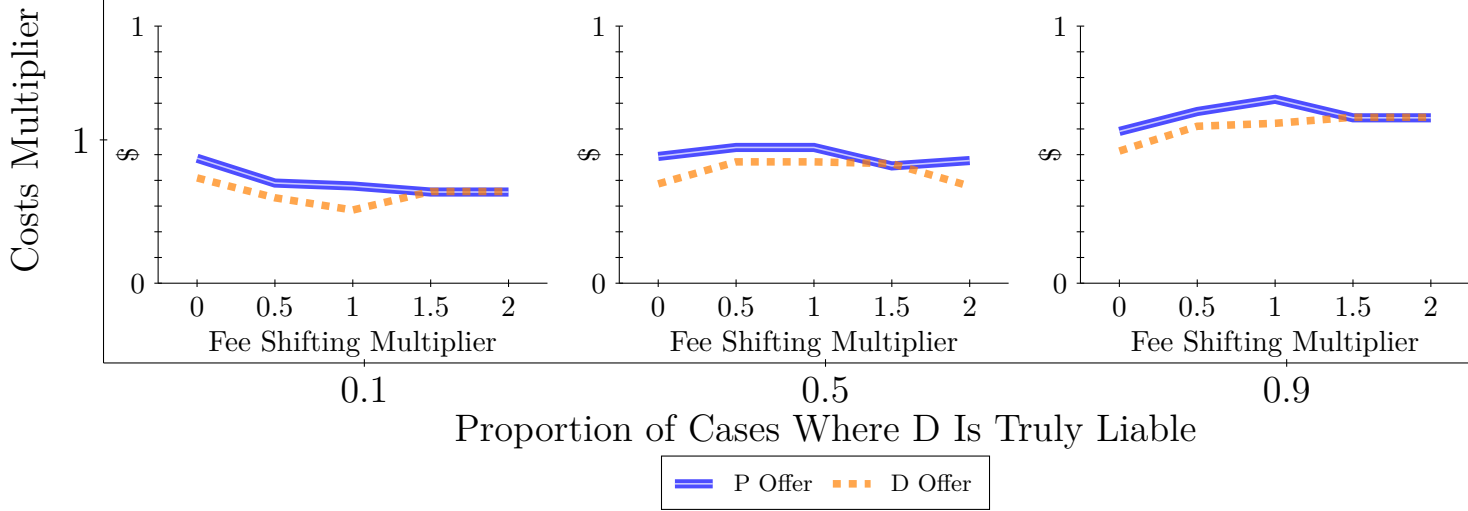 Costs Multiplier
1
1
$
0
0 0.5 1 1.5 2
Fee Shifting Multiplier
1
$
0
0 0.5 1 1.5 2
Fee Shifting Multiplier
1
$
0
0 0.5 1 1.5 2
Fee Shifting Multiplier
0.1 0.5 0.9
Proportion of Cases Where D Is Truly Liable
P Offer D Offer